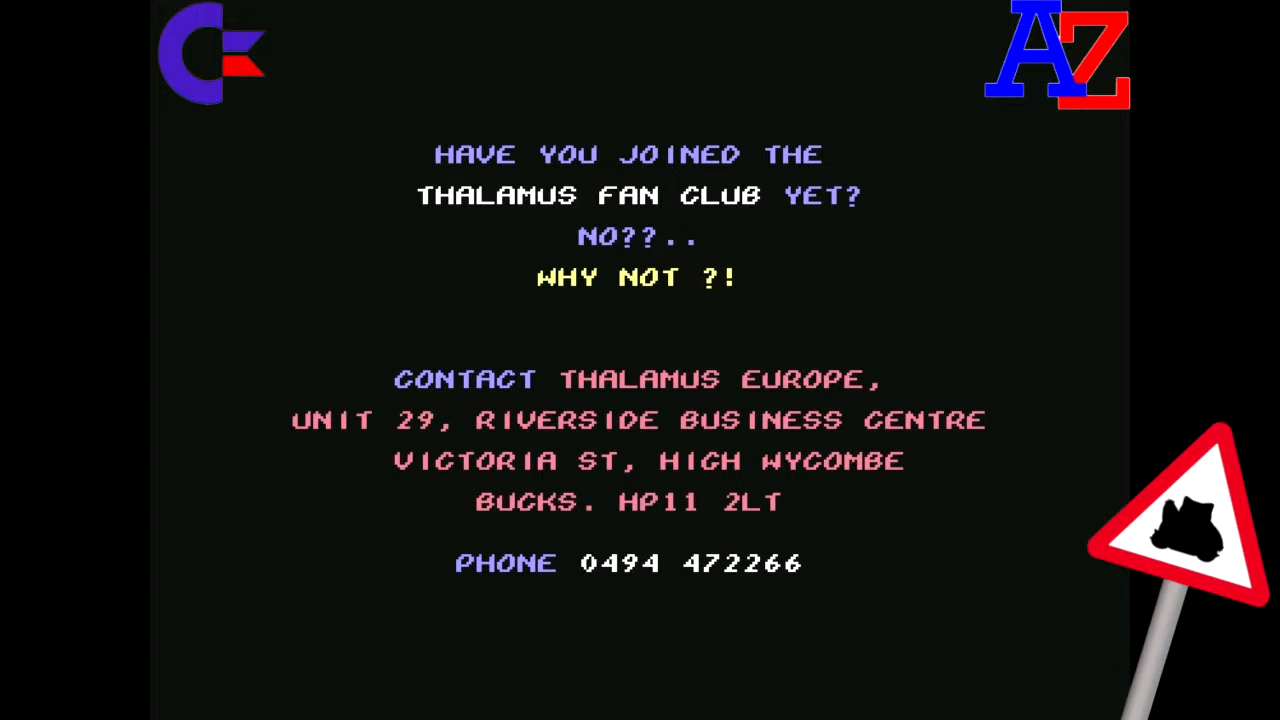 AZ
HAVE YOU JOINED THE
THALAMUS FAN CLUB YET?
NO??..
WHY NOT ?!
CONTACT THALAMUS EUROPE,
UNIT 29, RIVERSIDE BUSINESS CENTRE
VICTORIA ST, HIGH WYCOMBE
BUCKS. HP11 2LT
PHONE 0494 472266